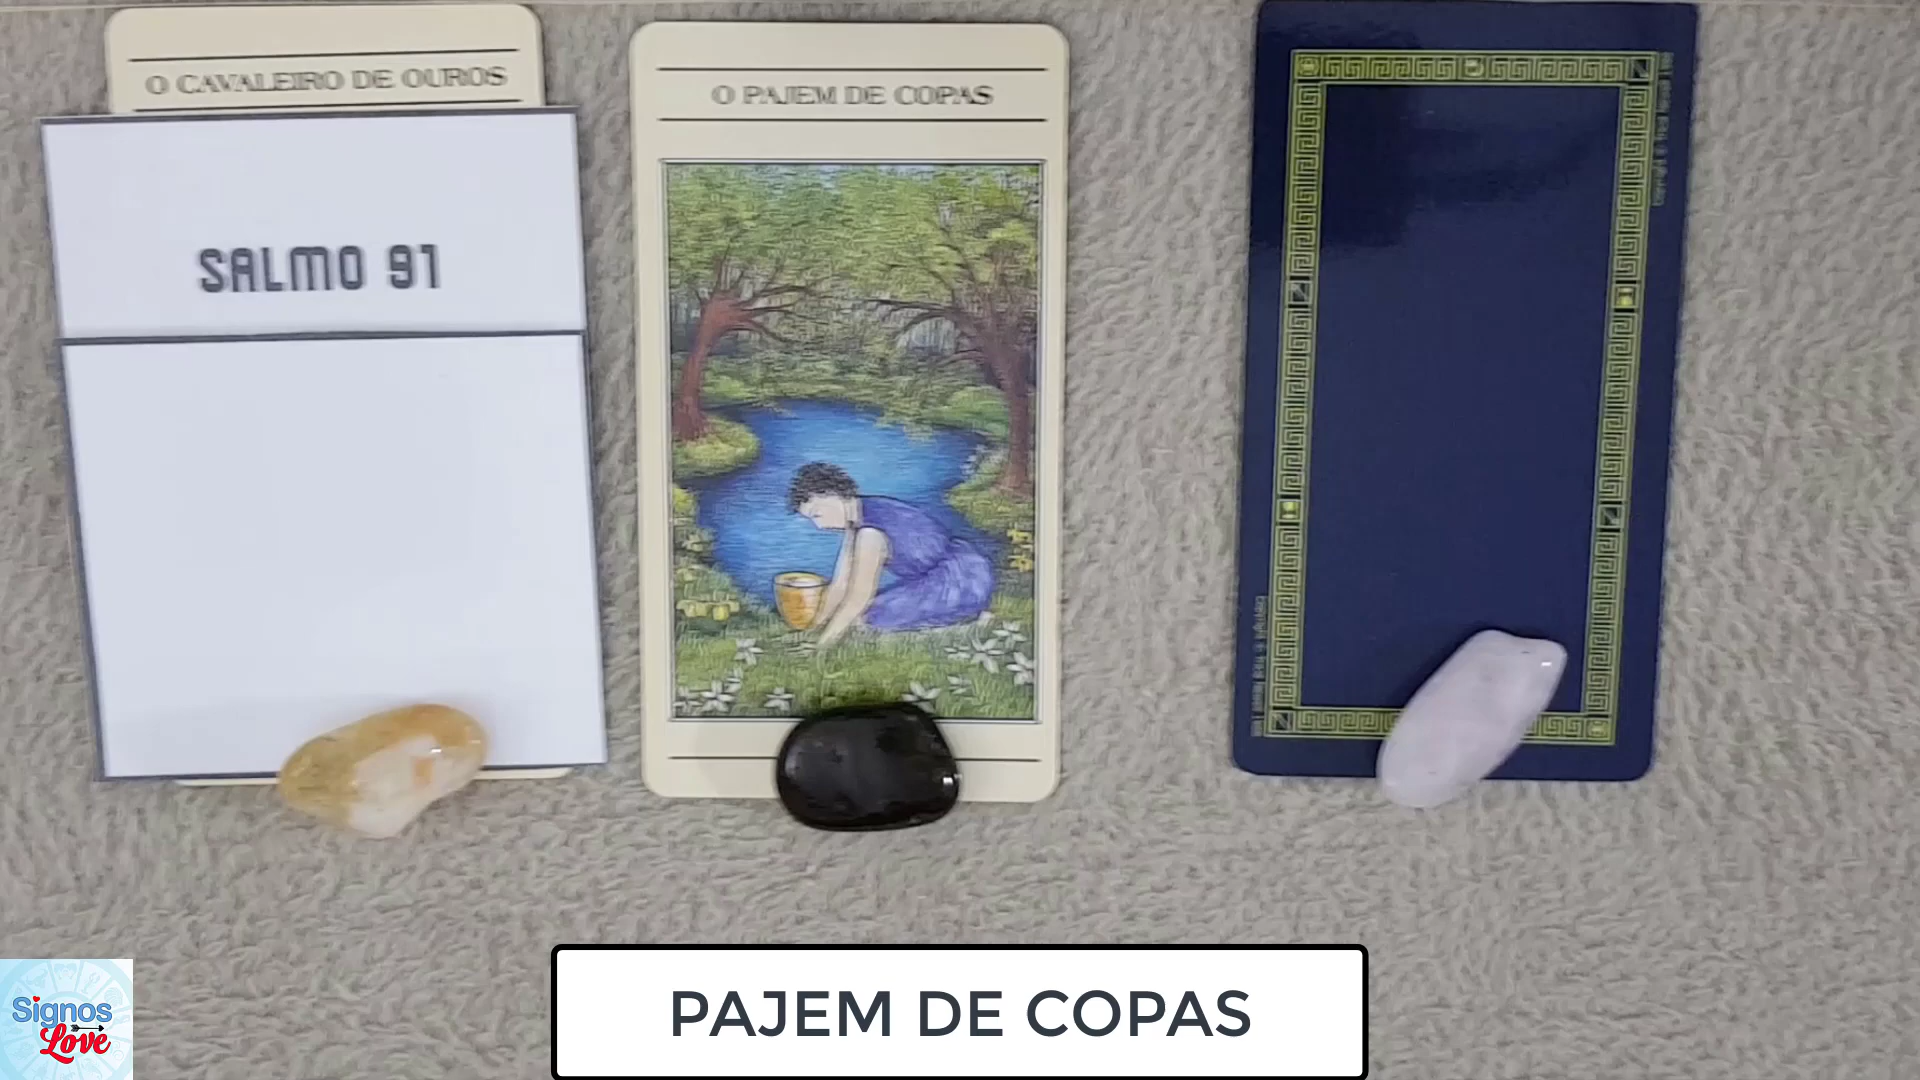 O CAVALEIRO DE OUROS
SALMO 91
O PAJEM DE COPAS
PAJEM DE COPAS
Signos
Love